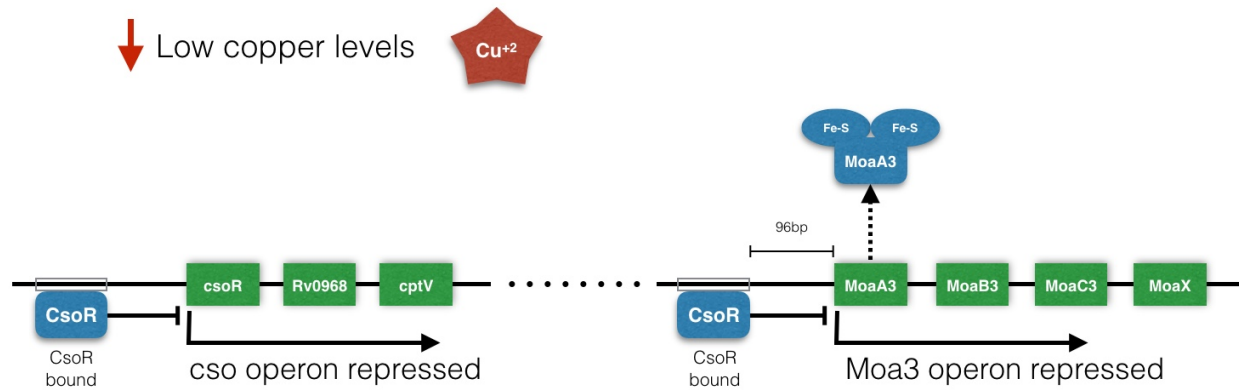 Low copper levels
Cu+2
Fe-S Fe-S
MoaA3
96bp
csoR Rv0968 cptV MoaA3 MoaB3 MoaC3 MoaX
CsoR CsoR
CsoR
bound
cso operon repressed
CsoR
bound
Moa3 operon repressed